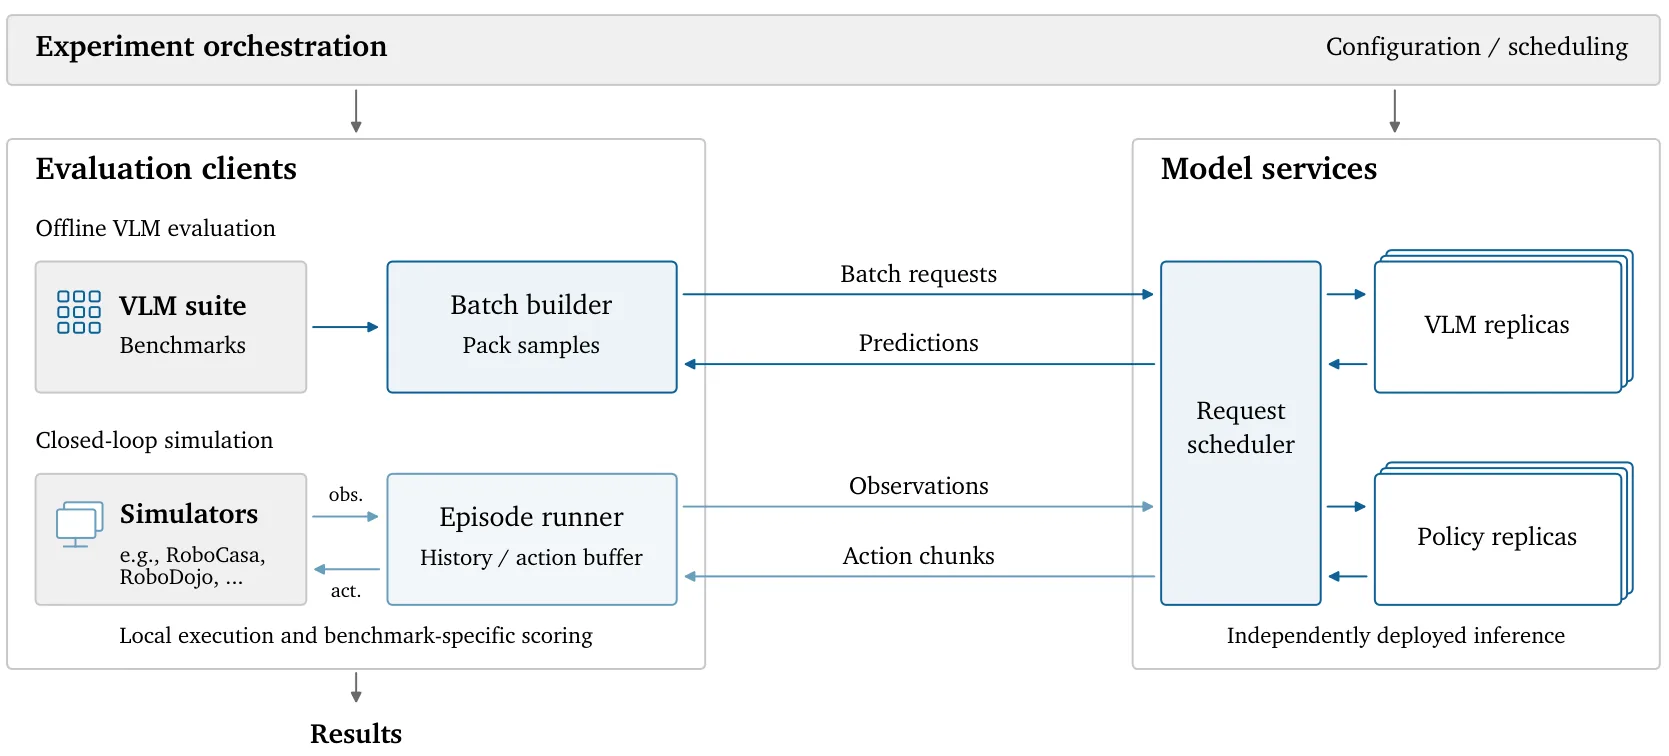 Experiment orchestration
Configuration / scheduling
Evaluation clients
Offline VLM evaluation
VLM suite
Benchmarks
Batch builder
Pack samples
Closed-loop simulation
Simulators
e.g., RoboCasa,
RoboDojo, ...
obs.
act.
Episode runner
History / action buffer
Local execution and benchmark-specific scoring
Batch requests
Predictions
Observations
Action chunks
Model services
Request
scheduler
VLM replicas
Policy replicas
Independently deployed inference
Results